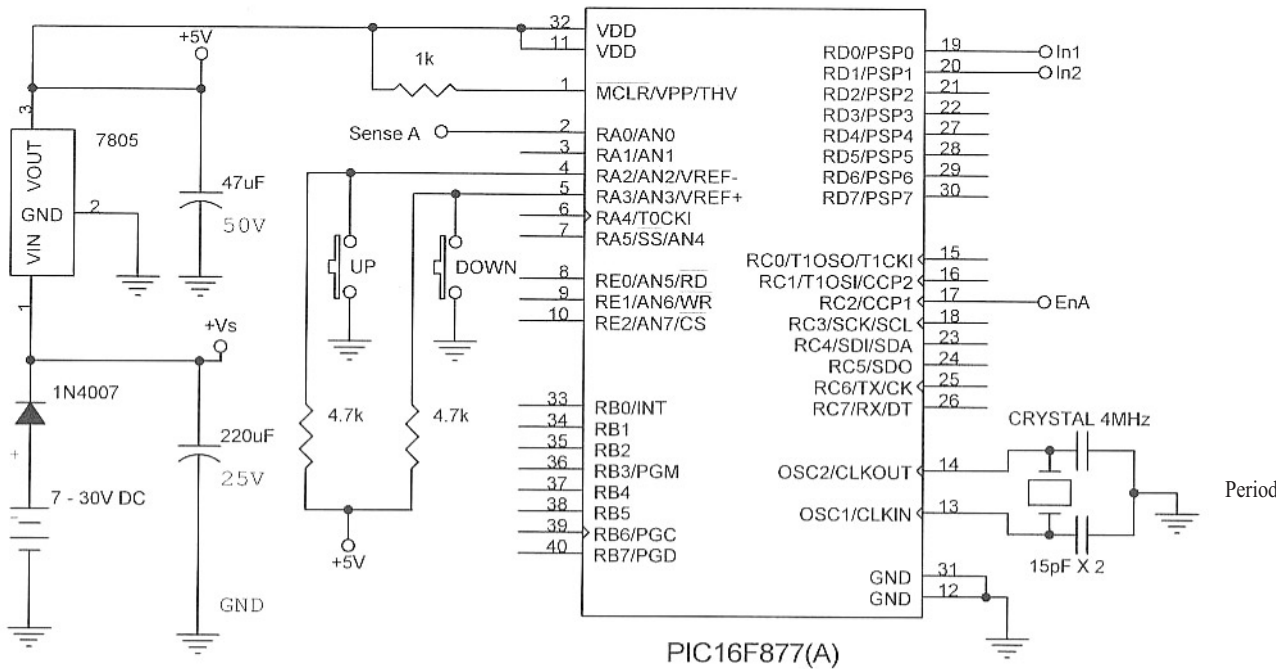 +5V
3
7805
VOUT
GND
VIN
2
1
47uF
50V
+Vs
1N4007
+
220uF
25V
7 - 30V DC
GND
1k
Sense A
UP
DOWN
4.7k
4.7k
+5V
32 VDD
11 VDD
1 MCLR/VPP/THV
2 RA0/AN0
3 RA1/AN1
4 RA2/AN2/VREF-
5 RA3/AN3/VREF+
6 RA4/T0CKI
7 RA5/SS/AN4
8 RE0/AN5/RD
9 RE1/AN6/WR
10 RE2/AN7/CS
33 RB0/INT
34 RB1
35 RB2
36 RB3/PGM
37 RB4
38 RB5
39 RB6/PGC
40 RB7/PGD
RD0/PSP0 19 In1
RD1/PSP1 20 In2
RD2/PSP2 21
RD3/PSP3 22
RD4/PSP4 27
RD5/PSP5 28
RD6/PSP6 29
RD7/PSP7 30
RC0/T1OSO/T1CKI 15
RC1/T1OSI/CCP2 16
RC2/CCP1 17 EnA
RC3/SCK/SCL 18
RC4/SDI/SDA 23
RC5/SDO 24
RC6/TX/CK 25
RC7/RX/DT 26
CRYSTAL 4MHz
OSC2/CLKOUT 14
OSC1/CLKIN 13
15pF X 2
GND 31
GND 12
PIC16F877(A)
Period